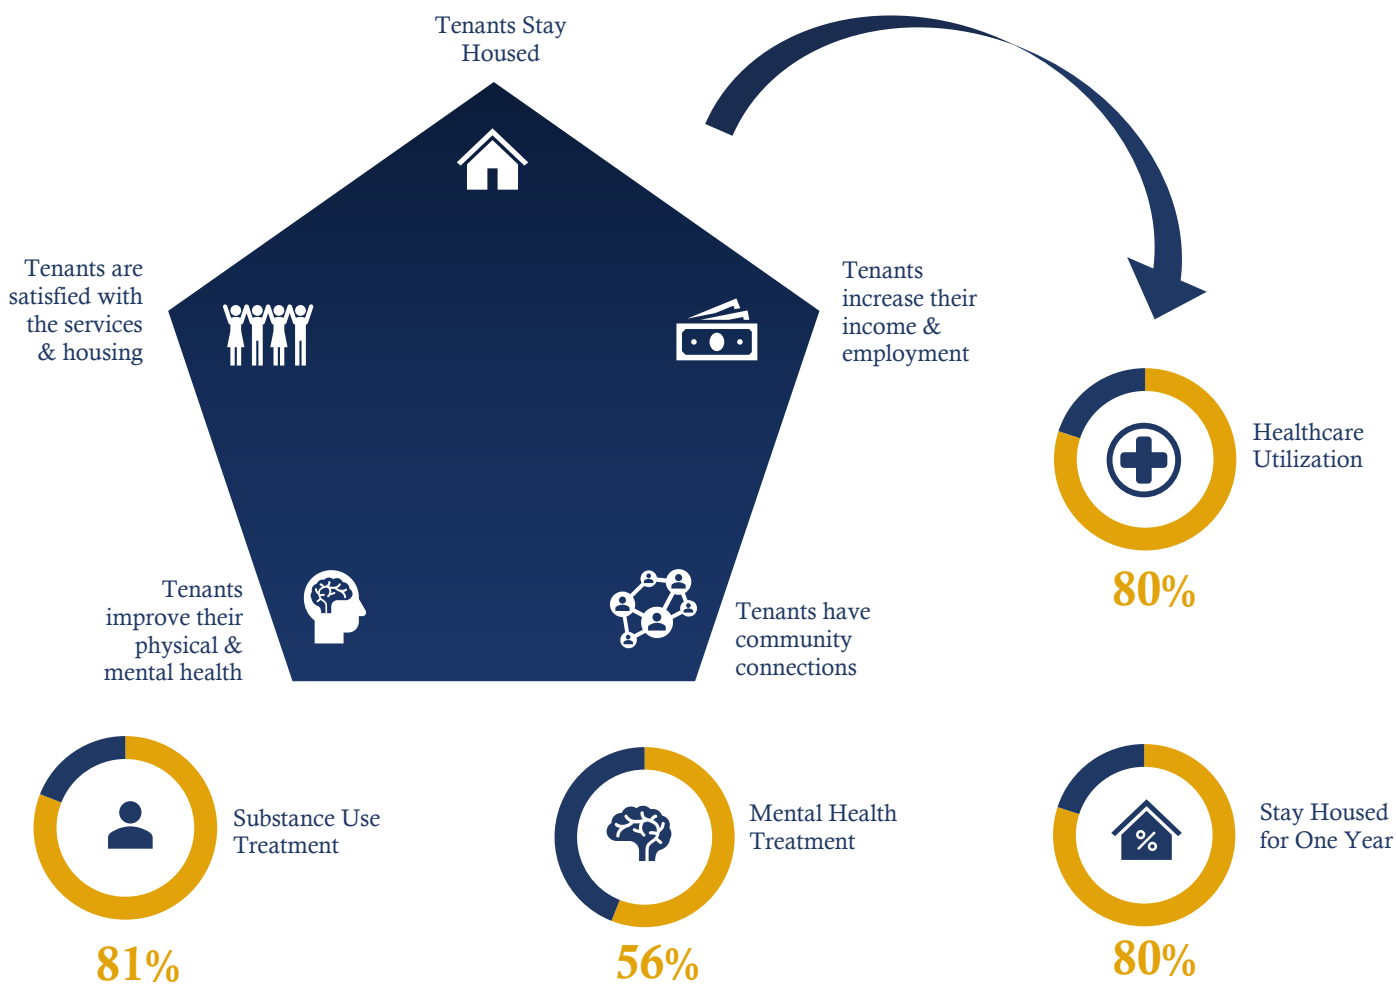 Tenants Stay
Housed
Tenants are
satisfied with
the services
& housing
Tenants
increase their
income &
employment
Healthcare
Utilization
80%
Tenants
improve their
physical &
mental health
Tenants have
community
connections
Substance Use
Treatment
81%
Mental Health
Treatment
56%
%
Stay Housed
for One Year
80%